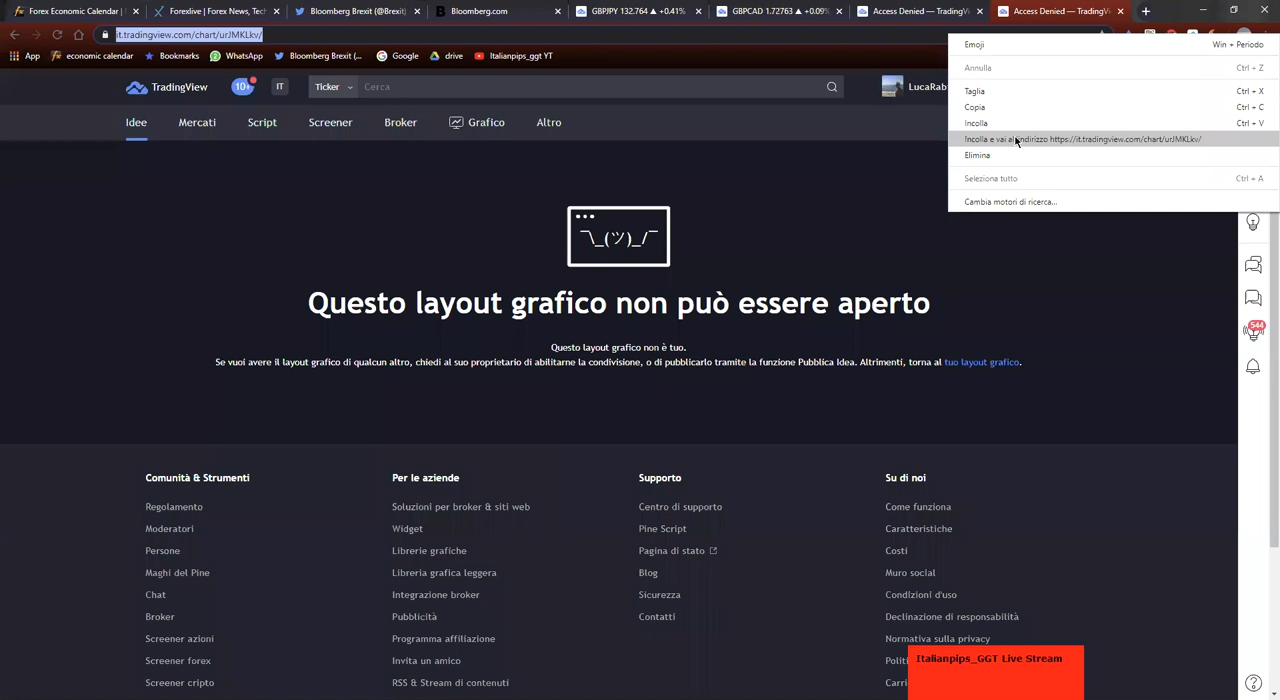 Forex Economic Calendar |
Forexlive | Forex News, Tech
Bloomberg Brexit (@Brexit)
Bloomberg.com
GBPJPY 132.764 ▲ +0.41%
GBPCAD 1.72763 ▲ +0.09%
Access Denied — TradingVi
Access Denied — TradingVi
it.tradingview.com/chart/urJMKLkv/
App
economic calendar
Bookmarks
WhatsApp
Bloomberg Brexit (...
Google
drive
Italianpips_ggT YT
Emoji Win + Periodo
Annulla Ctrl + Z
Taglia Ctrl + X
Copia Ctrl + C
Incolla Ctrl + V
Incolla e vai all'indirizzo https://it.tradingview.com/chart/urJMKLkv/
Elimina
Seleziona tutto Ctrl + A
Cambia motori di ricerca...
TradingView
10+
IT
Ticker
Cerca
LucaRab
Idee
Mercati
Script
Screener
Broker
Grafico
Altro
¯\_(ツ)_/¯
544
Questo layout grafico non può essere aperto
Questo layout grafico non è tuo.
Se vuoi avere il layout grafico di qualcun altro, chiedi al suo proprietario di abilitarne la condivisione, o di pubblicarlo tramite la funzione Pubblica Idea. Altrimenti, torna al tuo layout grafico.
Comunità & Strumenti
Regolamento
Moderatori
Persone
Maghi del Pine
Chat
Broker
Screener azioni
Screener forex
Screener cripto
Per le aziende
Soluzioni per broker & siti web
Widget
Librerie grafiche
Libreria grafica leggera
Integrazione broker
Pubblicità
Programma affiliazione
Invita un amico
RSS & Stream di contenuti
Supporto
Centro di supporto
Pine Script
Pagina di stato
Blog
Sicurezza
Contatti
Su di noi
Come funziona
Caratteristiche
Costi
Muro social
Condizioni d'uso
Declinazione di responsabilità
Normativa sulla privacy
Politi
Carri
Italianpips_GGT Live Stream